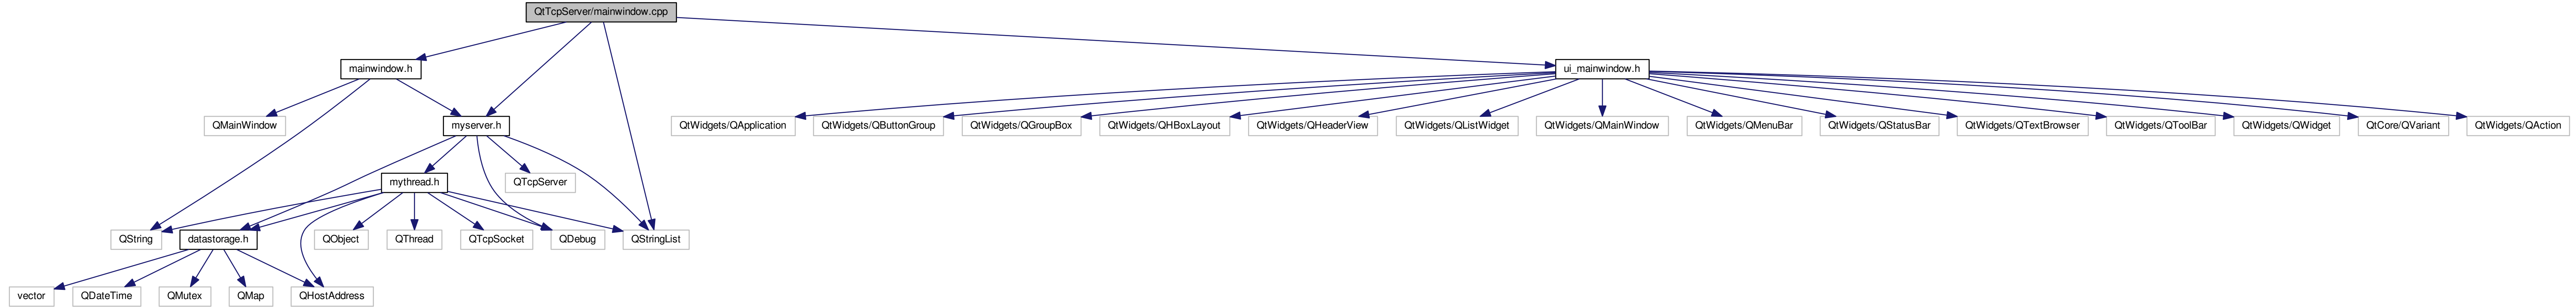 QtTcpServer/mainwindow.cpp
mainwindow.h
ui_mainwindow.h
QMainWindow
myserver.h
QtWidgets/QApplication
QtWidgets/QButtonGroup
QtWidgets/QGroupBox
QtWidgets/QHBoxLayout
QtWidgets/QHeaderView
QtWidgets/QListWidget
QtWidgets/QMainWindow
QtWidgets/QMenuBar
QtWidgets/QStatusBar
QtWidgets/QTextBrowser
QtWidgets/QToolBar
QtWidgets/QWidget
QtCore/QVariant
QtWidgets/QAction
mythread.h
QTcpServer
QString
datastorage.h
QObject
QThread
QTcpSocket
QDebug
QStringList
vector
QDateTime
QMutex
QMap
QHostAddress